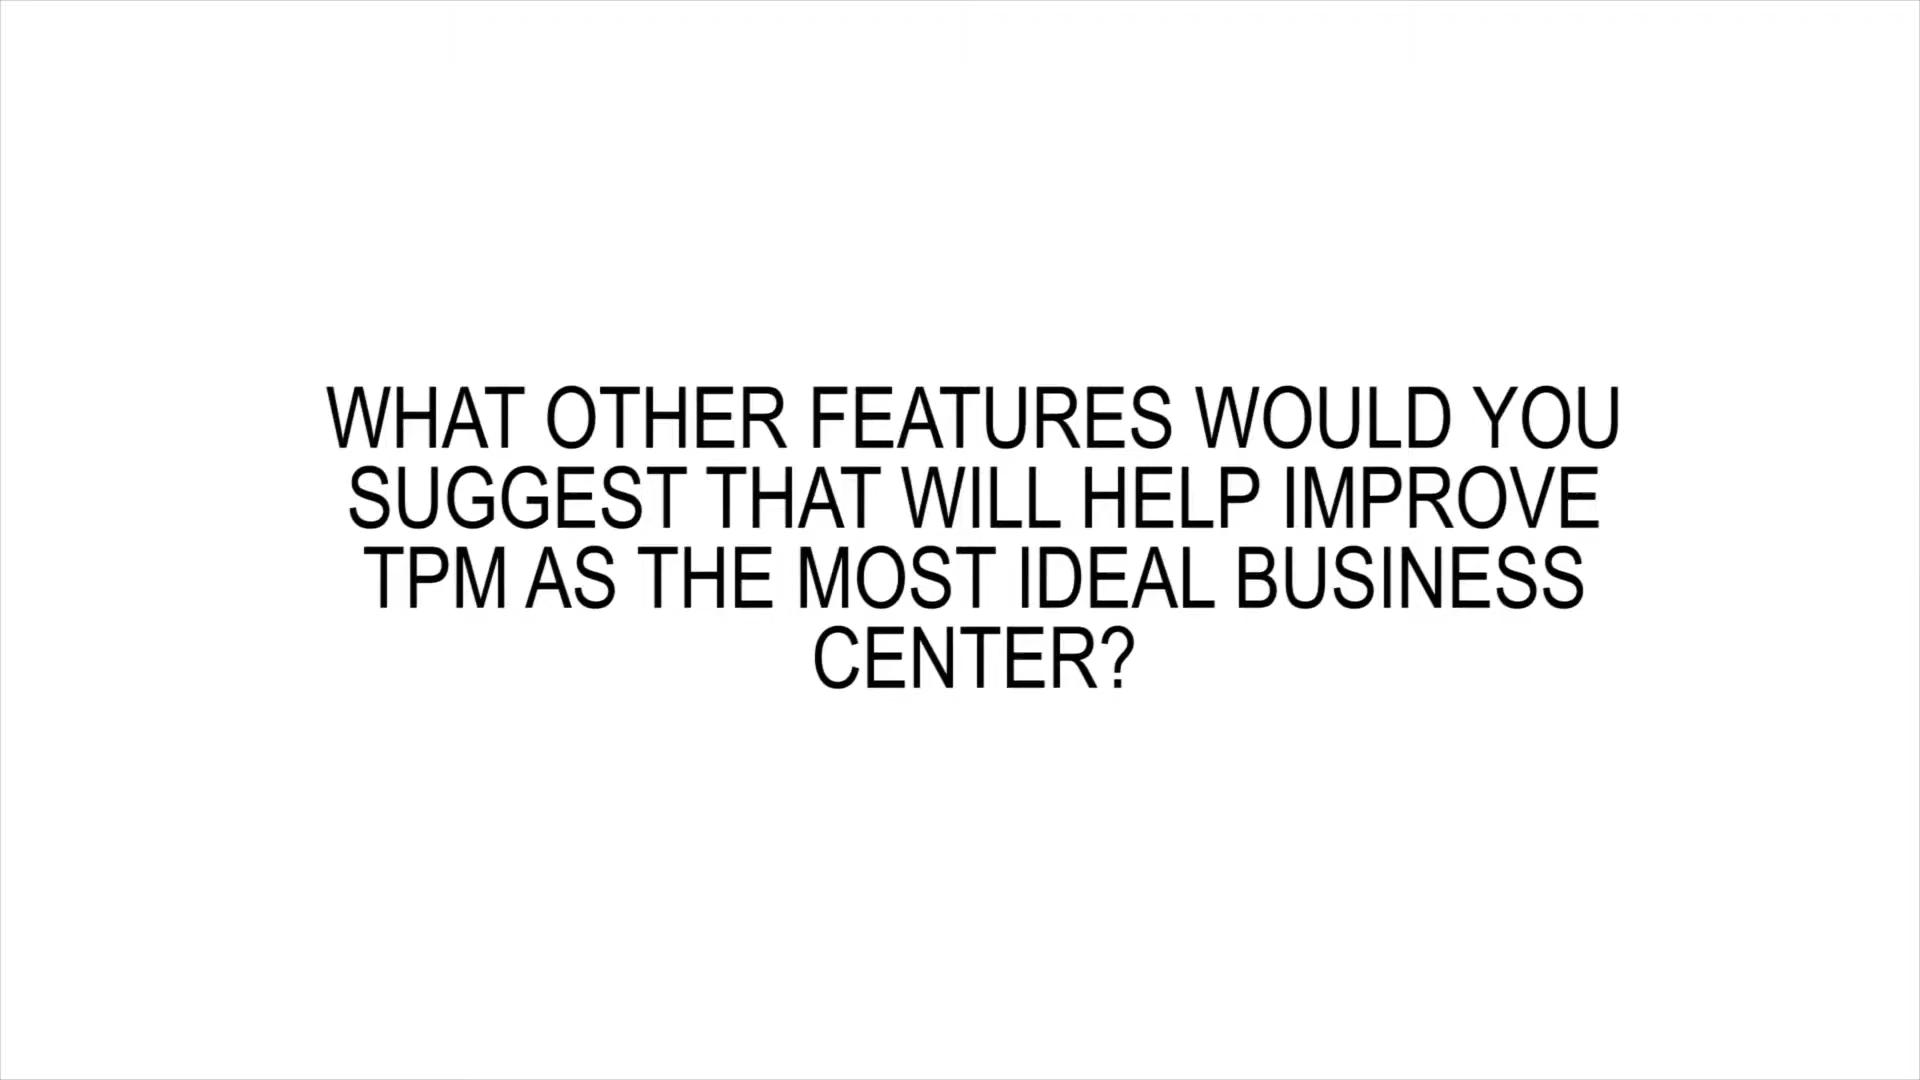 WHAT OTHER FEATURES WOULD YOU
SUGGEST THAT WILL HELP IMPROVE
TPM AS THE MOST IDEAL BUSINESS
CENTER?